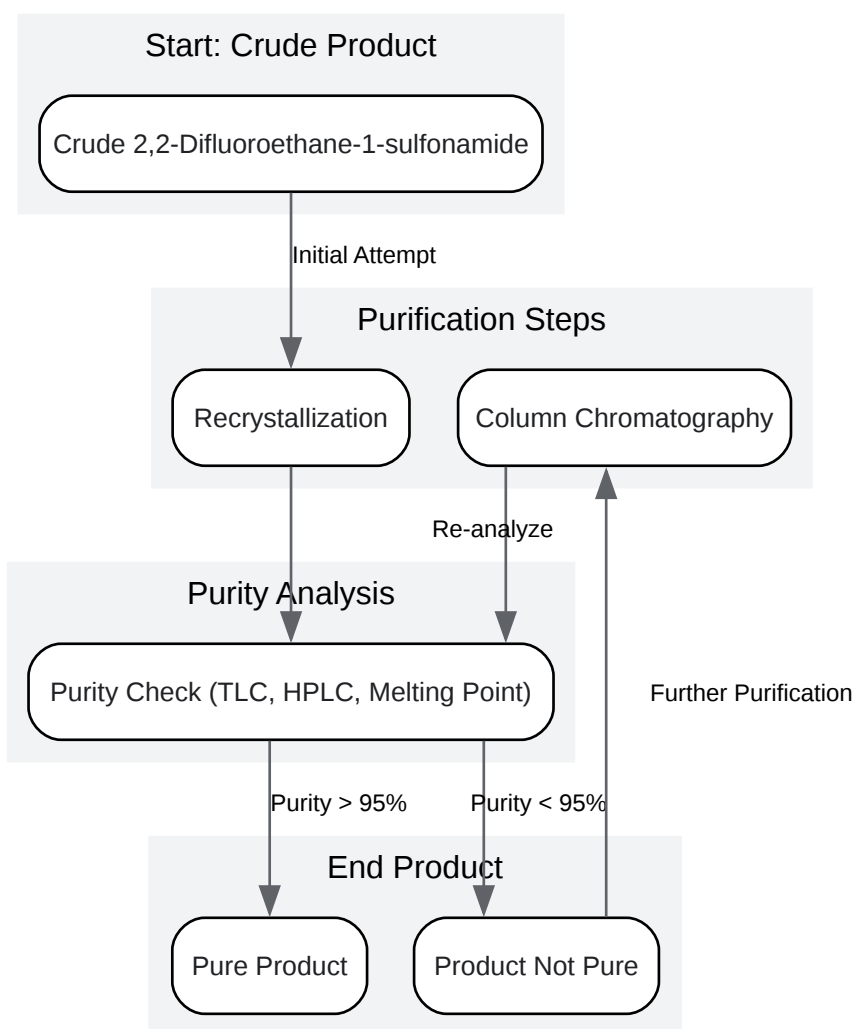 Start: Crude Product
Crude 2,2-Difluoroethane-1-sulfonamide
Initial Attempt
Purification Steps
Recrystallization
Column Chromatography
Re-analyze
Purity Analysis
Purity Check (TLC, HPLC, Melting Point)
Further Purification
Purity > 95%
Purity < 95%
End Product
Pure Product
Product Not Pure